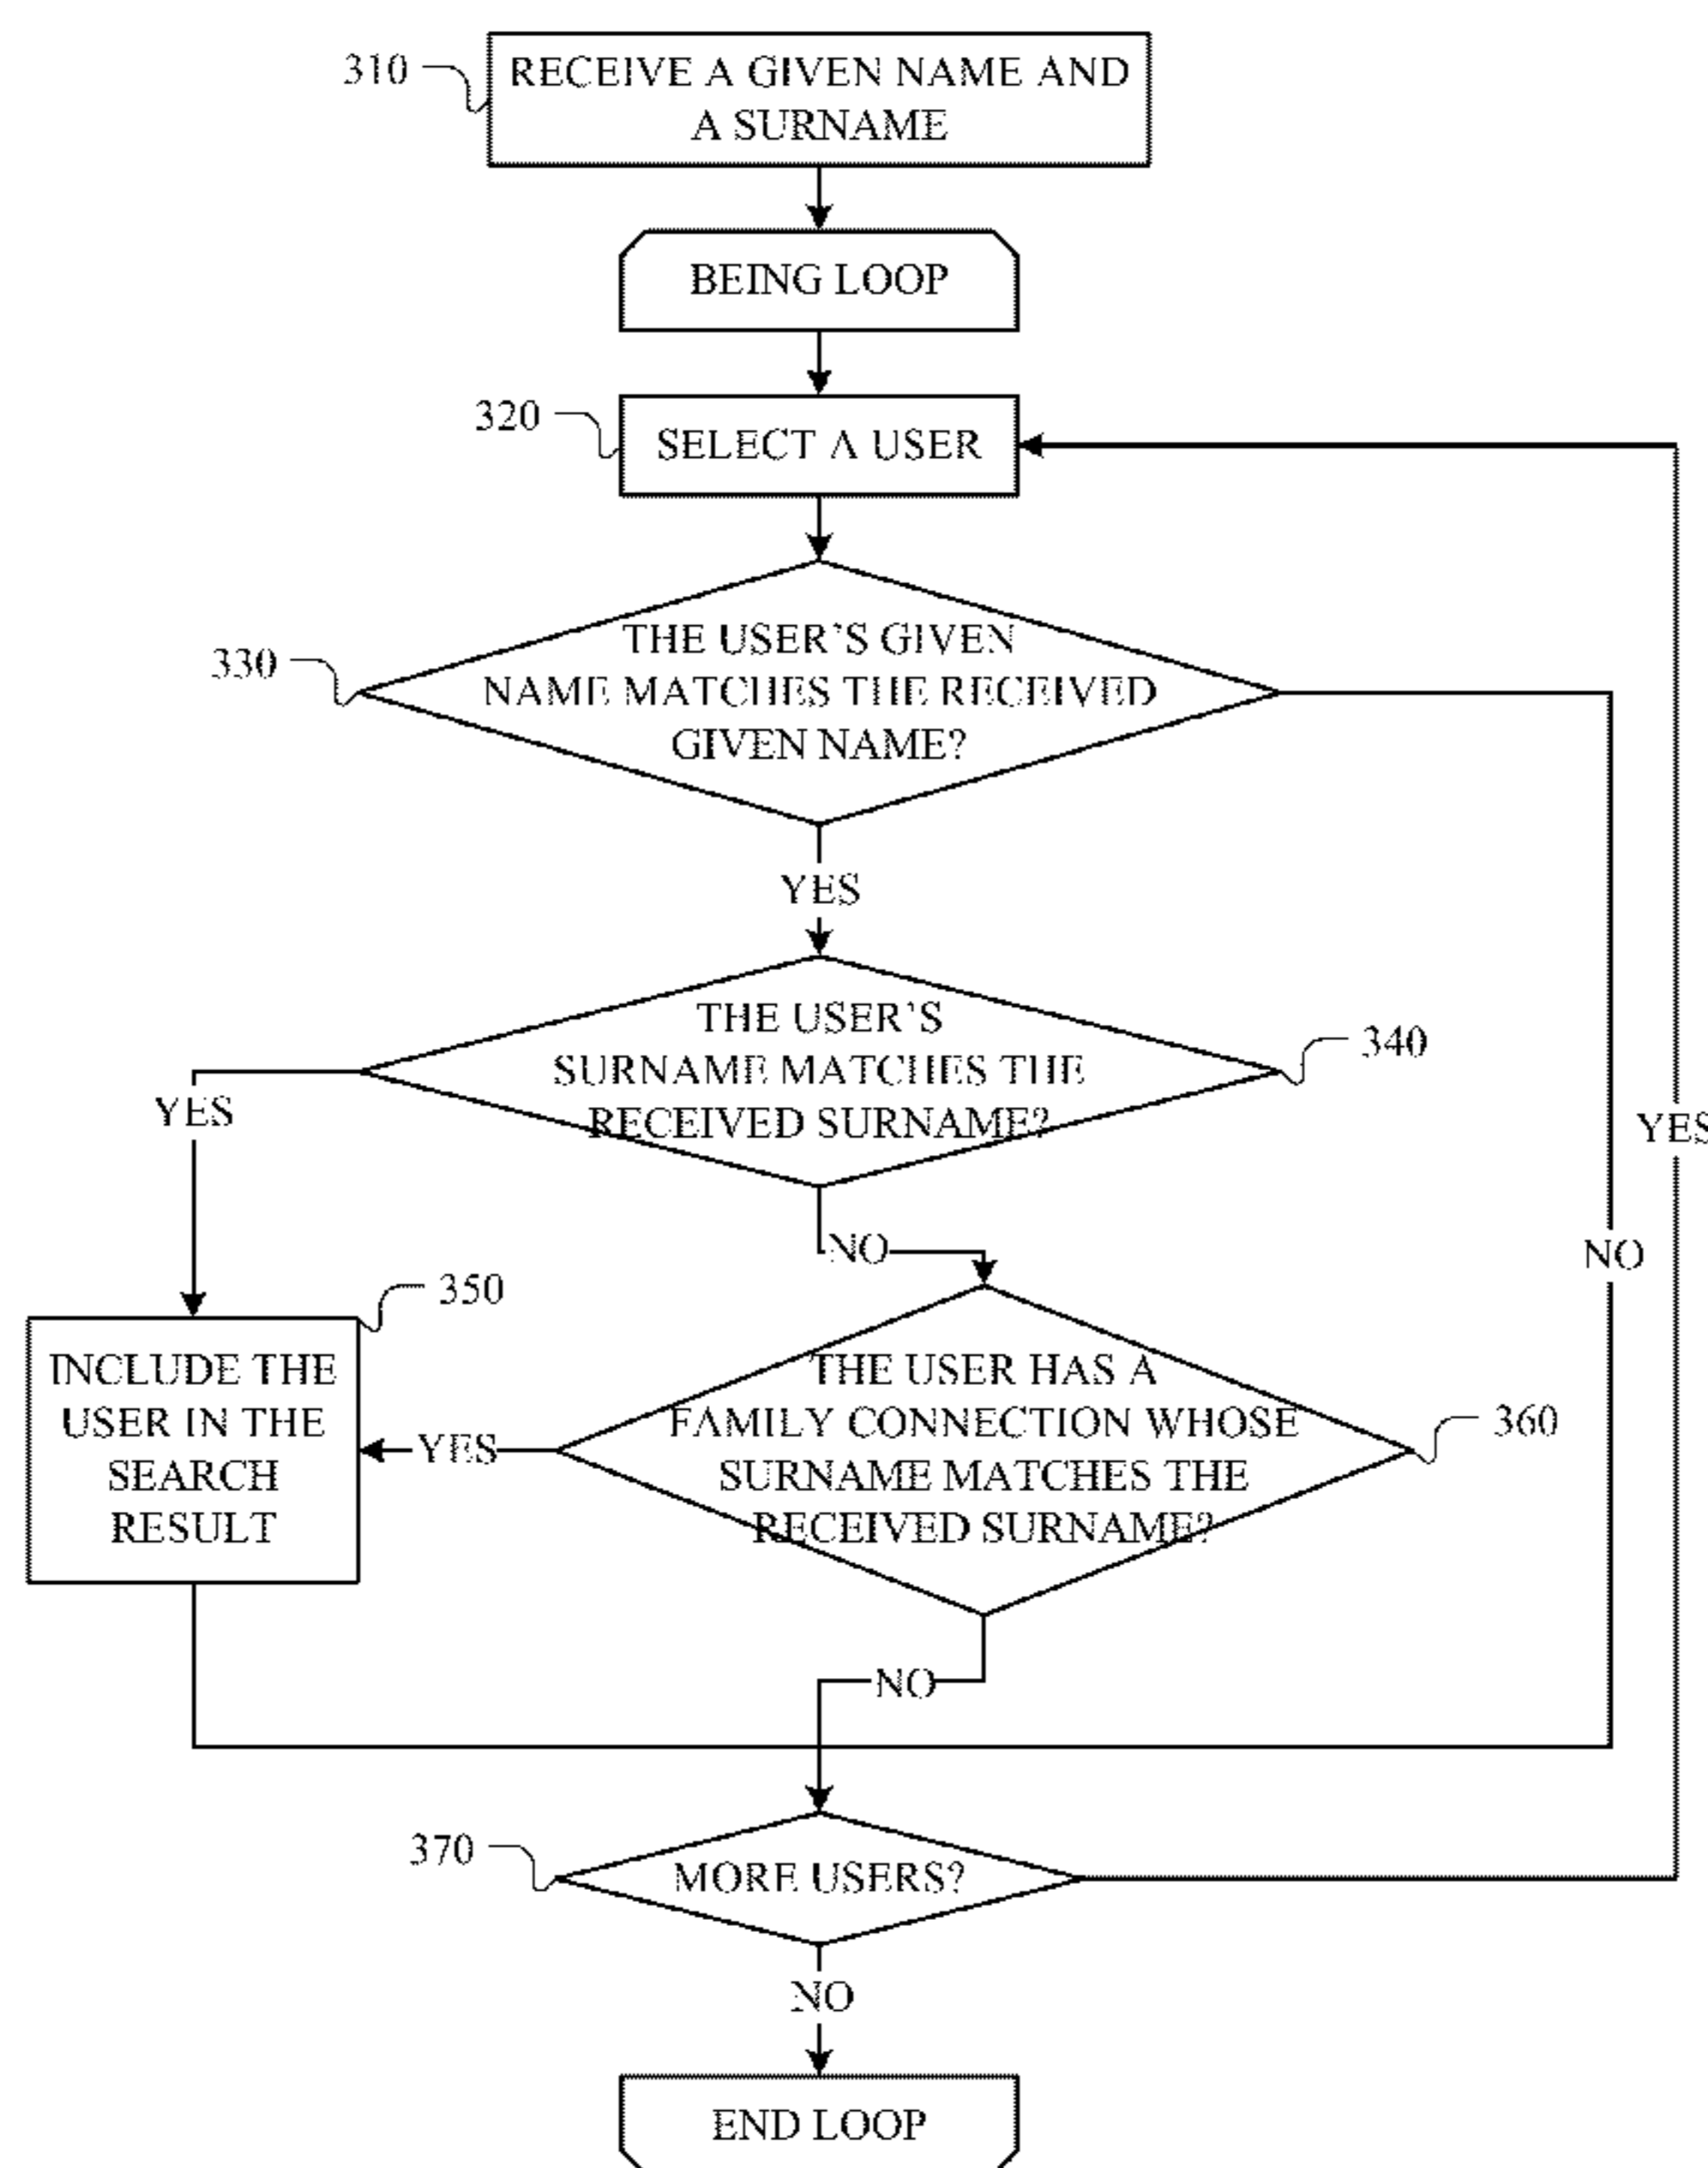 310
RECEIVE A GIVEN NAME AND
A SURNAME
BEING LOOP
320
SELECT A USER
330
THE USER'S GIVEN
NAME MATCHES THE RECEIVED
GIVEN NAME?
YES
THE USER'S
SURNAME MATCHES THE
RECEIVED SURNAME?
340
YES
YES
NO
NO
350
INCLUDE THE
USER IN THE
SEARCH
RESULT
YES
THE USER HAS A
FAMILY CONNECTION WHOSE
SURNAME MATCHES THE
RECEIVED SURNAME?
360
NO
370
MORE USERS?
NO
END LOOP